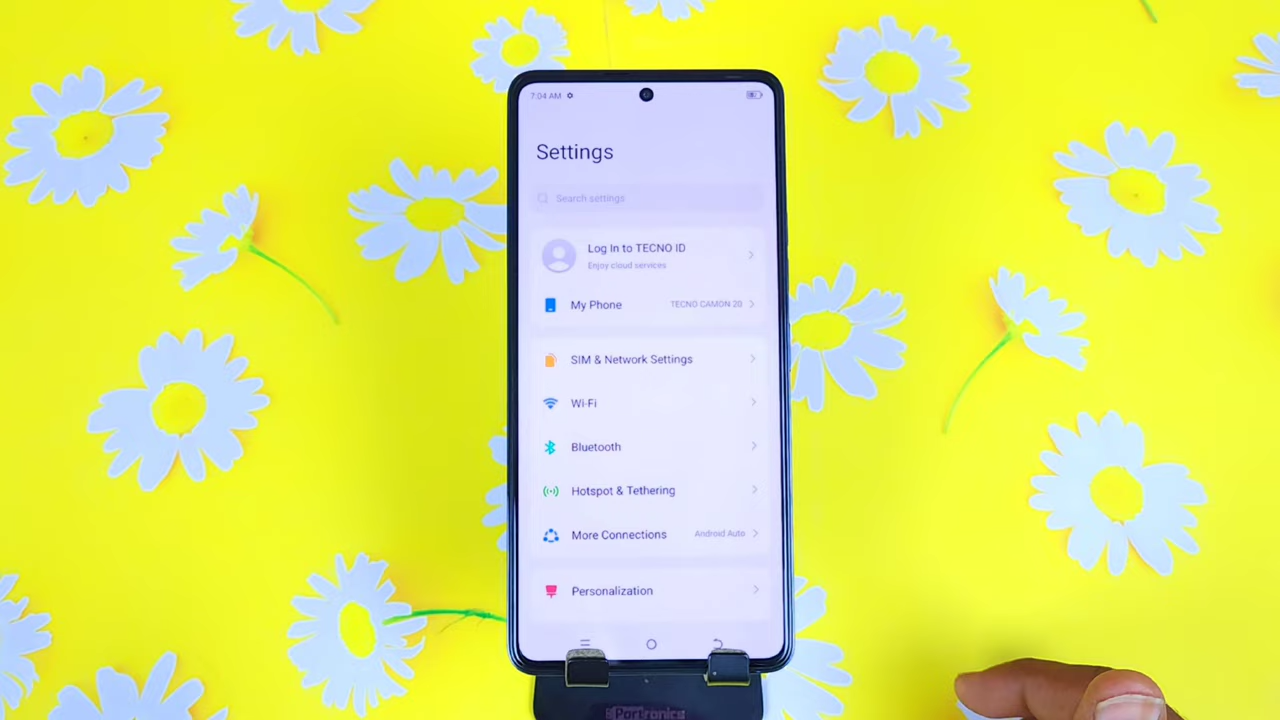 7:04 AM
Settings
Search settings
Log In to TECNO ID
Enjoy cloud services
My Phone TECNO CAMON 20
SIM & Network Settings
Wi-Fi
Bluetooth
Hotspot & Tethering
More Connections Android Auto
Personalization
Portronics